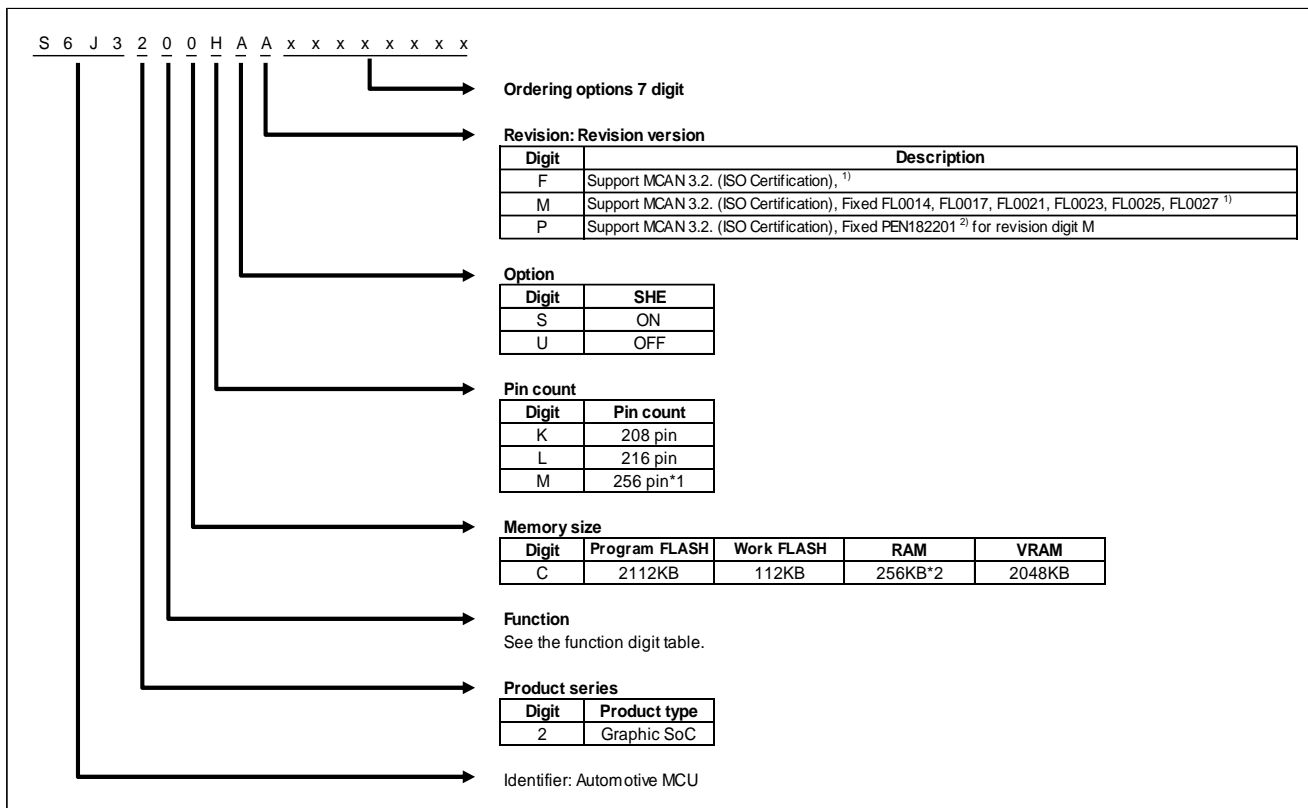 S 6 J 3 2 0 0 H A A x x x x x x x x
Ordering options 7 digit
Revision: Revision version
Digit Description
F Support MCAN 3.2. (ISO Certification), 1)
M Support MCAN 3.2. (ISO Certification), Fixed FL0014, FL0017, FL0021, FL0023, FL0025, FL0027 1)
P Support MCAN 3.2. (ISO Certification), Fixed PEN182201 2) for revision digit M
Option
Digit SHE
S ON
U OFF
Pin count
Digit Pin count
K 208 pin
L 216 pin
M 256 pin*1
Memory size
Digit Program FLASH Work FLASH RAM VRAM
C 2112KB 112KB 256KB*2 2048KB
Function
See the function digit table.
Product series
Digit Product type
2 Graphic SoC
Identifier: Automotive MCU